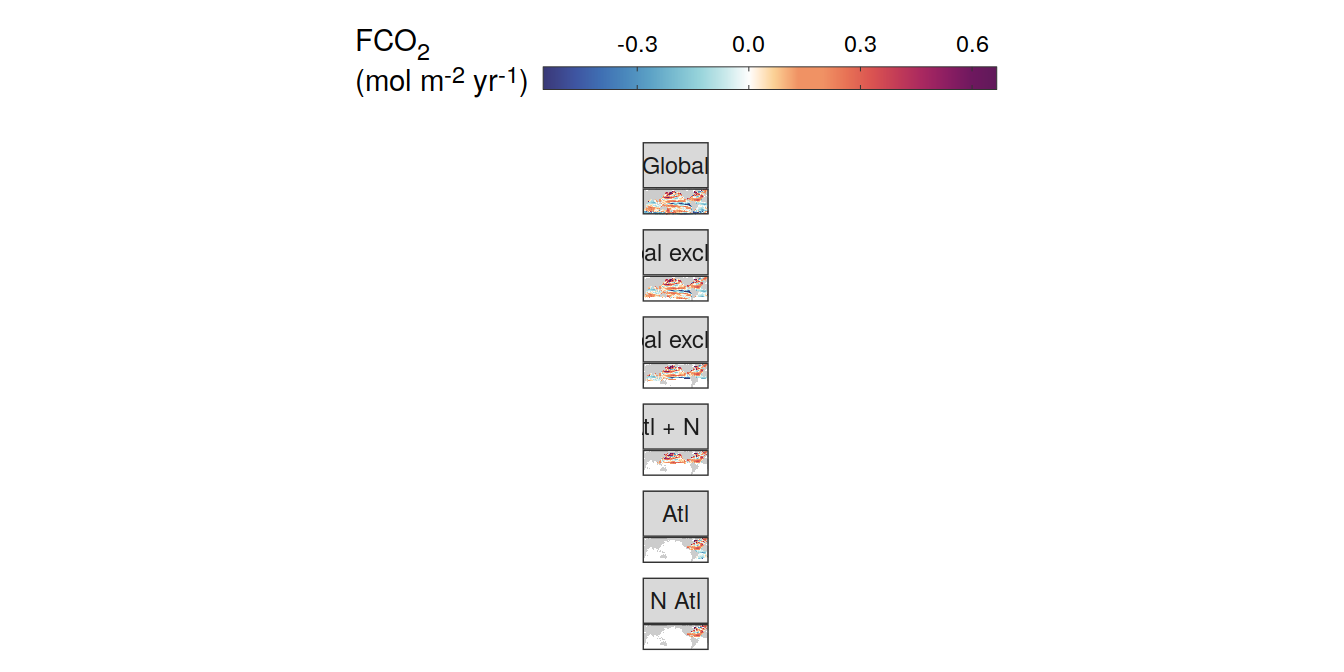 FCO₂
(mol m⁻² yr⁻¹)
-0.3 0.0 0.3 0.6
Global
al excl
al excl
tl + N
Atl
N Atl